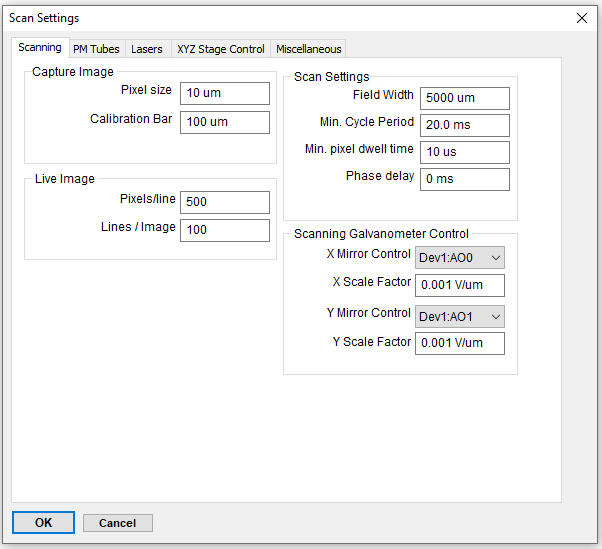 Scan Settings
Scanning PM Tubes Lasers XYZ Stage Control Miscellaneous
Capture Image
Pixel size 10 um
Calibration Bar 100 um
Live Image
Pixels/line 500
Lines / Image 100
Scan Settings
Field Width 5000 um
Min. Cycle Period 20.0 ms
Min. pixel dwell time 10 us
Phase delay 0 ms
Scanning Galvanometer Control
X Mirror Control Dev1:AO0
X Scale Factor 0.001 V/um
Y Mirror Control Dev1:AO1
Y Scale Factor 0.001 V/um
OK Cancel